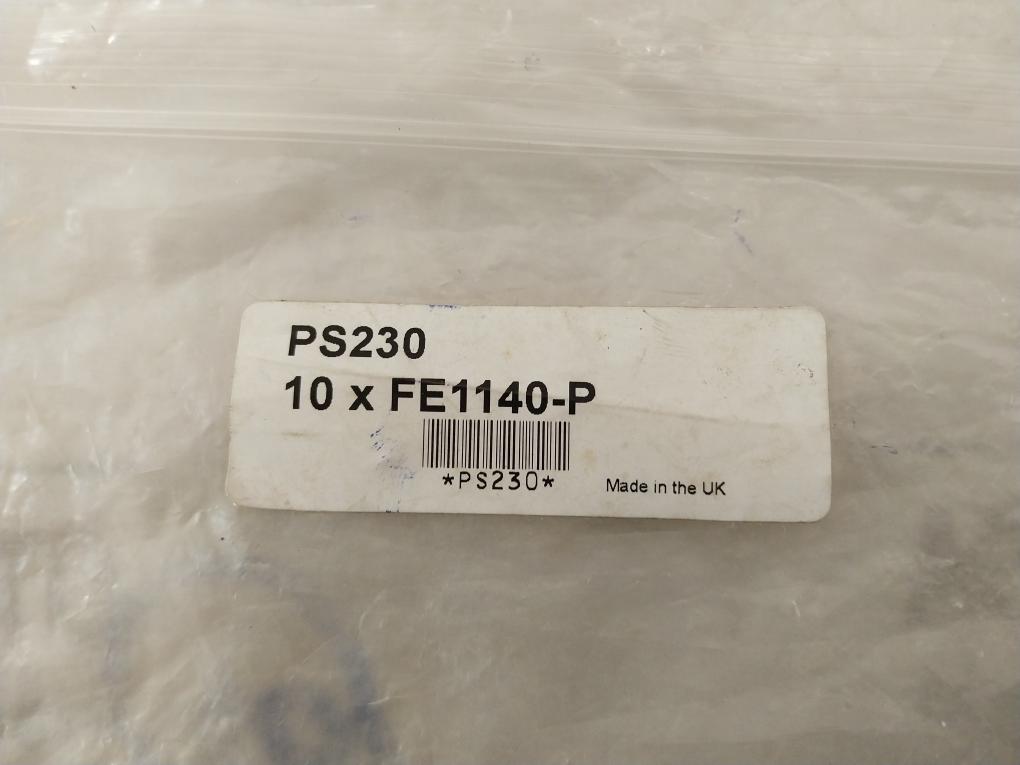 PS230
10 x FE1140-P
*PS230*
Made in the UK